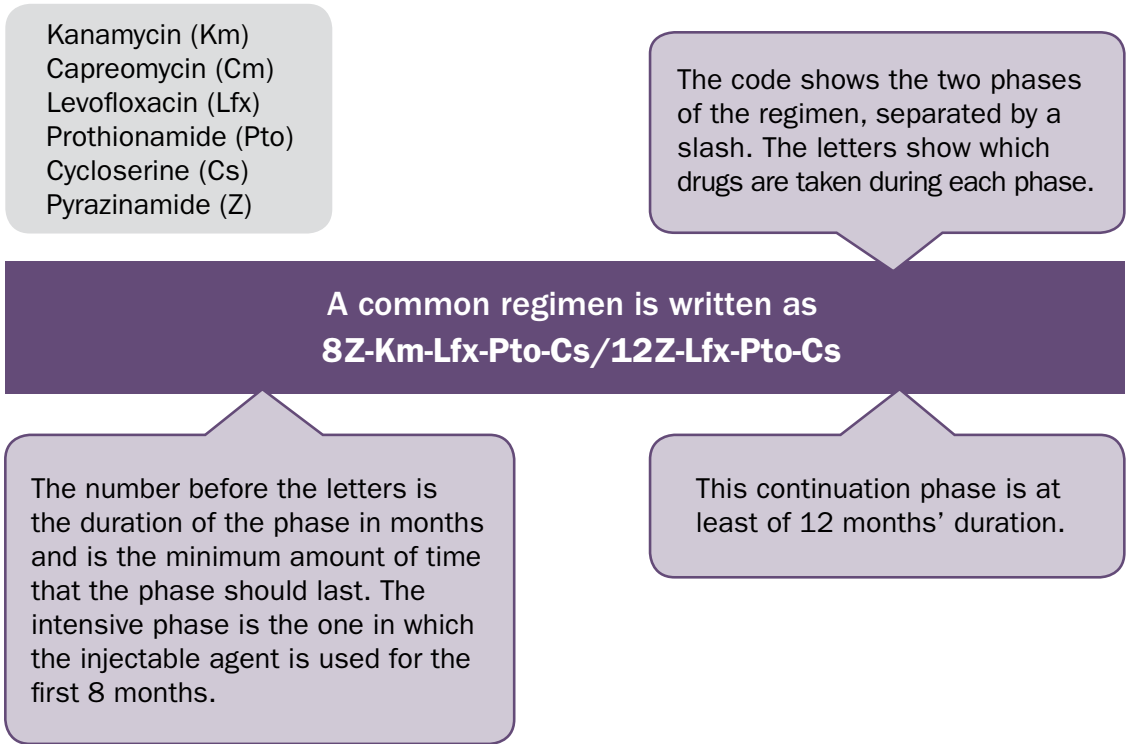 Kanamycin (Km)
Capreomycin (Cm)
Levofloxacin (Lfx)
Prothionamide (Pto)
Cycloserine (Cs)
Pyrazinamide (Z)
The code shows the two phases
of the regimen, separated by a
slash. The letters show which
drugs are taken during each phase.
A common regimen is written as
8Z-Km-Lfx-Pto-Cs/12Z-Lfx-Pto-Cs
The number before the letters is
the duration of the phase in months
and is the minimum amount of time
that the phase should last. The
intensive phase is the one in which
the injectable agent is used for the
first 8 months.
This continuation phase is at
least of 12 months’ duration.